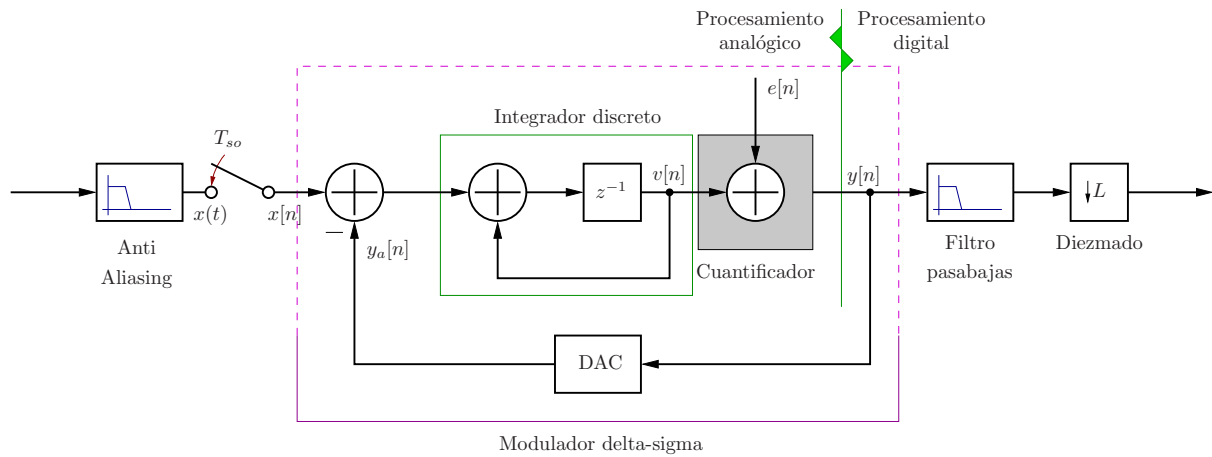 Procesamiento
analógico
Procesamiento
digital
e[n]
Integrador discreto
T_{so}
v[n]
y[n]
z^{-1}
↓L
x(t)
x[n]
−
y_a[n]
Anti
Aliasing
Cuantificador
Filtro
pasabajas
Diezmado
DAC
Modulador delta-sigma